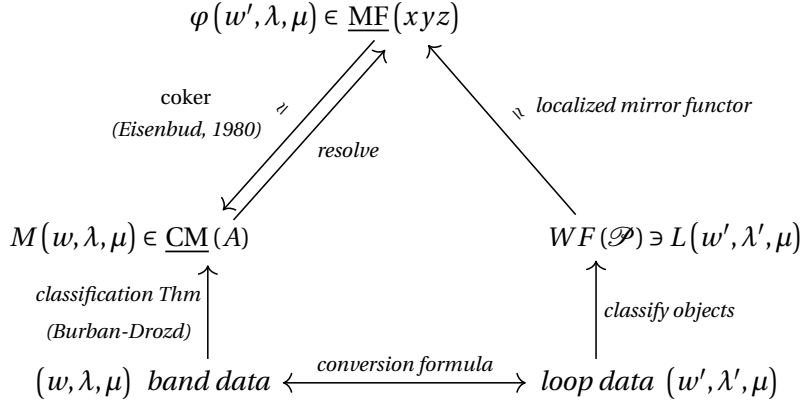 φ(w′,λ,μ) ∈ MF(xyz)
coker
(Eisenbud, 1980)
≈
≈
localized mirror functor
resolve
M(w,λ,μ) ∈ CM(A)
WF(𝒫) ∋ L(w′,λ′,μ)
classification Thm
(Burban-Drozd)
classify objects
conversion formula
(w,λ,μ) band data
loop data (w′,λ′,μ)